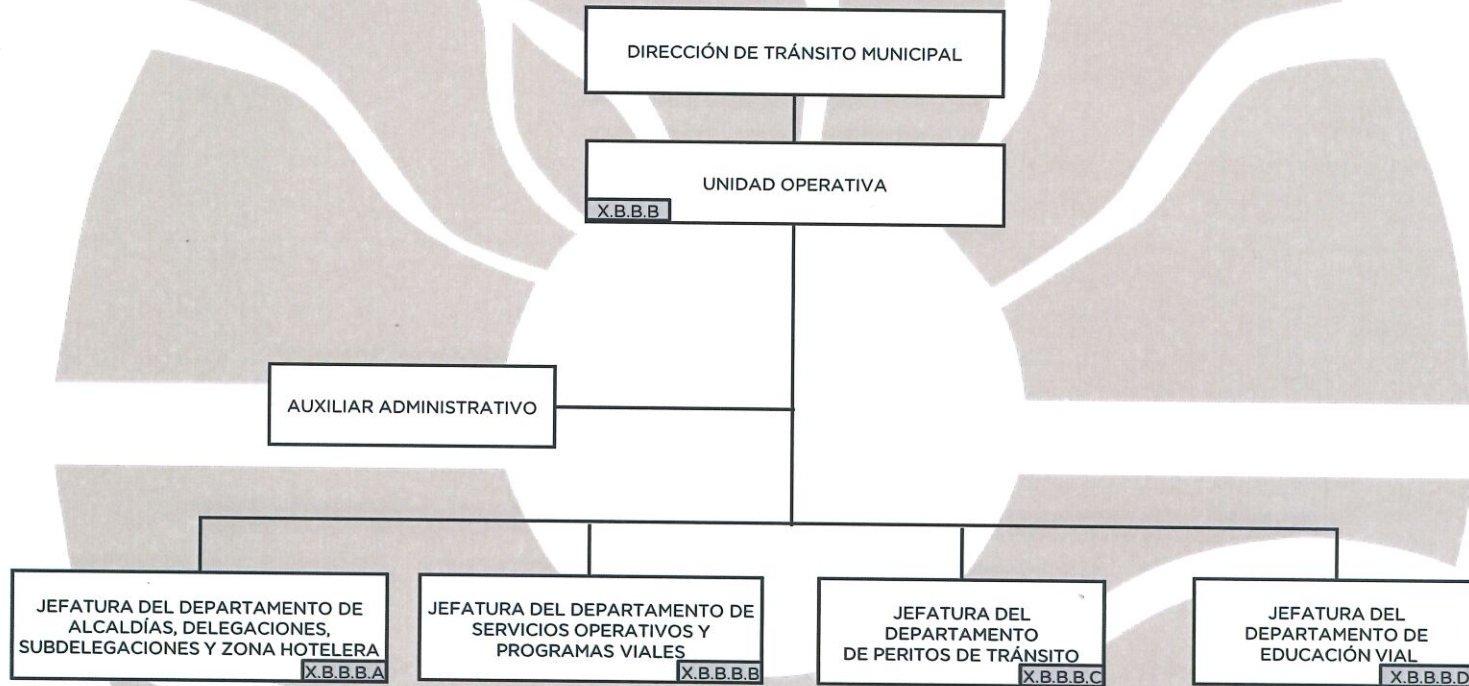 DIRECCIÓN DE TRÁNSITO MUNICIPAL
UNIDAD OPERATIVA
X.B.B.B
AUXILIAR ADMINISTRATIVO
JEFATURA DEL DEPARTAMENTO DE
ALCALDÍAS, DELEGACIONES,
SUBDELEGACIONES Y ZONA HOTELERA
X.B.B.B.A
JEFATURA DEL DEPARTAMENTO DE
SERVICIOS OPERATIVOS Y
PROGRAMAS VIALES
X.B.B.B.B
JEFATURA DEL
DEPARTAMENTO
DE PERITOS DE TRÁNSITO
X.B.B.B.C
JEFATURA DEL
DEPARTAMENTO DE
EDUCACIÓN VIAL
X.B.B.B.D